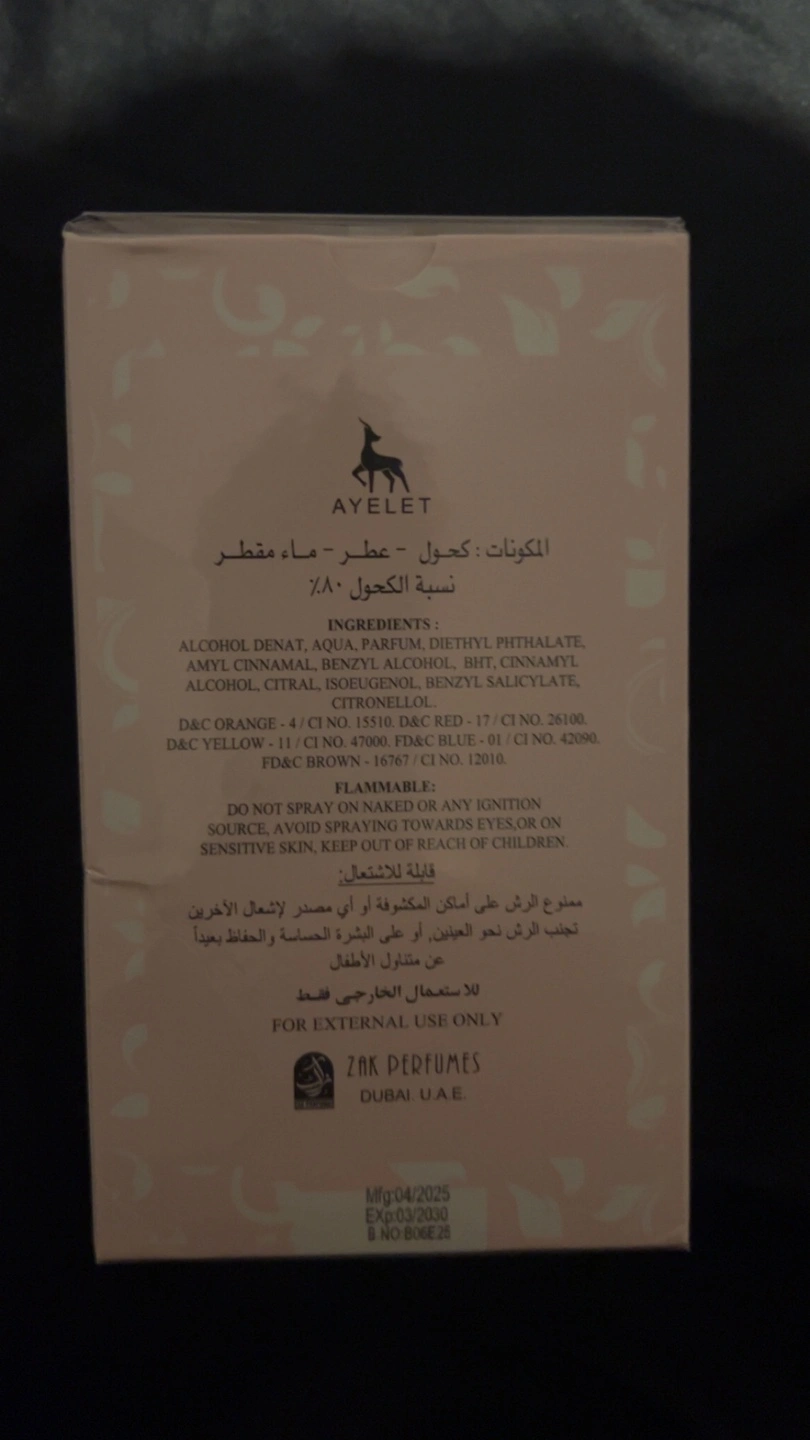 AYELET
المكونات : كحول - عطر - ماء مقطر
نسبة الكحول ٨٠٪
INGREDIENTS :
ALCOHOL DENAT, AQUA, PARFUM, DIETHYL PHTHALATE,
AMYL CINNAMAL, BENZYL ALCOHOL, BHT, CINNAMYL
ALCOHOL, CITRAL, ISOEUGENOL, BENZYL SALICYLATE,
CITRONELLOL.
D&C ORANGE - 4 / CI NO. 15510. D&C RED - 17 / CI NO. 26100.
D&C YELLOW - 11 / CI NO. 47000. FD&C BLUE - 01 / CI NO. 42090.
FD&C BROWN - 16767 / CI NO. 12010.
FLAMMABLE:
DO NOT SPRAY ON NAKED OR ANY IGNITION
SOURCE, AVOID SPRAYING TOWARDS EYES,OR ON
SENSITIVE SKIN, KEEP OUT OF REACH OF CHILDREN.
قابلة للاشتعال:
ممنوع الرش على أماكن المكشوفة أو أي مصدر لإشعال الآخرين
تجنب الرش نحو العينين, أو على البشرة الحساسة والحفاظ بعيداً
عن متناول الأطفال
للاستعمال الخارجي فقط
FOR EXTERNAL USE ONLY
ZAK PERFUMES
DUBAI. U.A.E.
Mfg:04/2025
EXp:03/2030
B.NO:B06E25